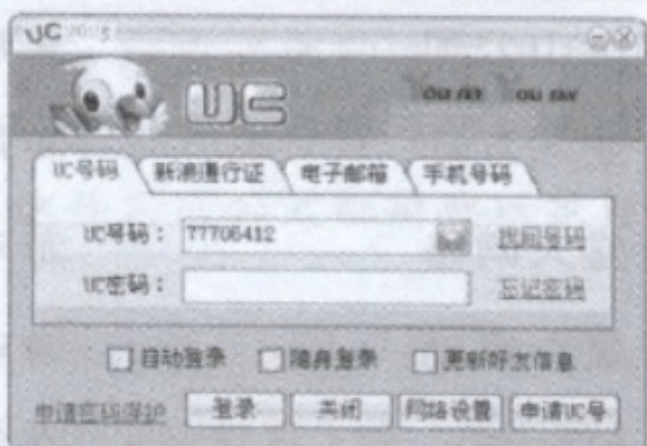 UC 2005
UC
UC号码 新浪通行证 电子邮箱 手机号码
UC号码： 77706412 找回号码
UC密码： 忘记密码
自动登录 隐身登录 更新好友信息
申请密码保护 登录 关闭 网络设置 申请UC号